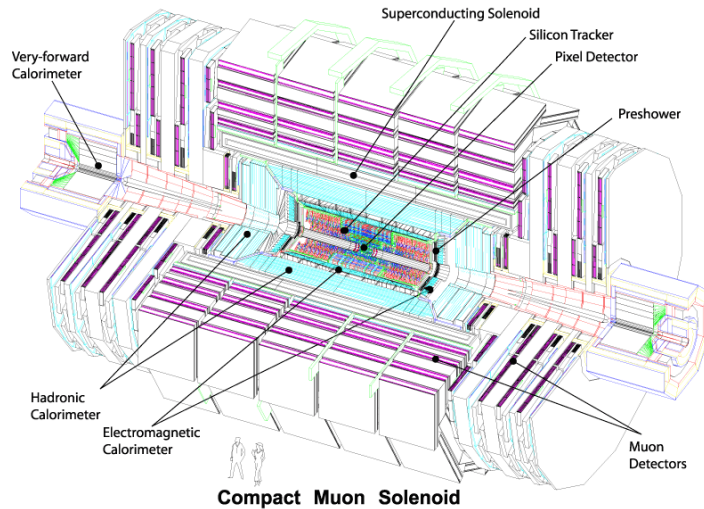 Superconducting Solenoid
Silicon Tracker
Pixel Detector
Very-forward
Calorimeter
Preshower
Hadronic
Calorimeter
Electromagnetic
Calorimeter
Muon
Detectors
Compact Muon Solenoid